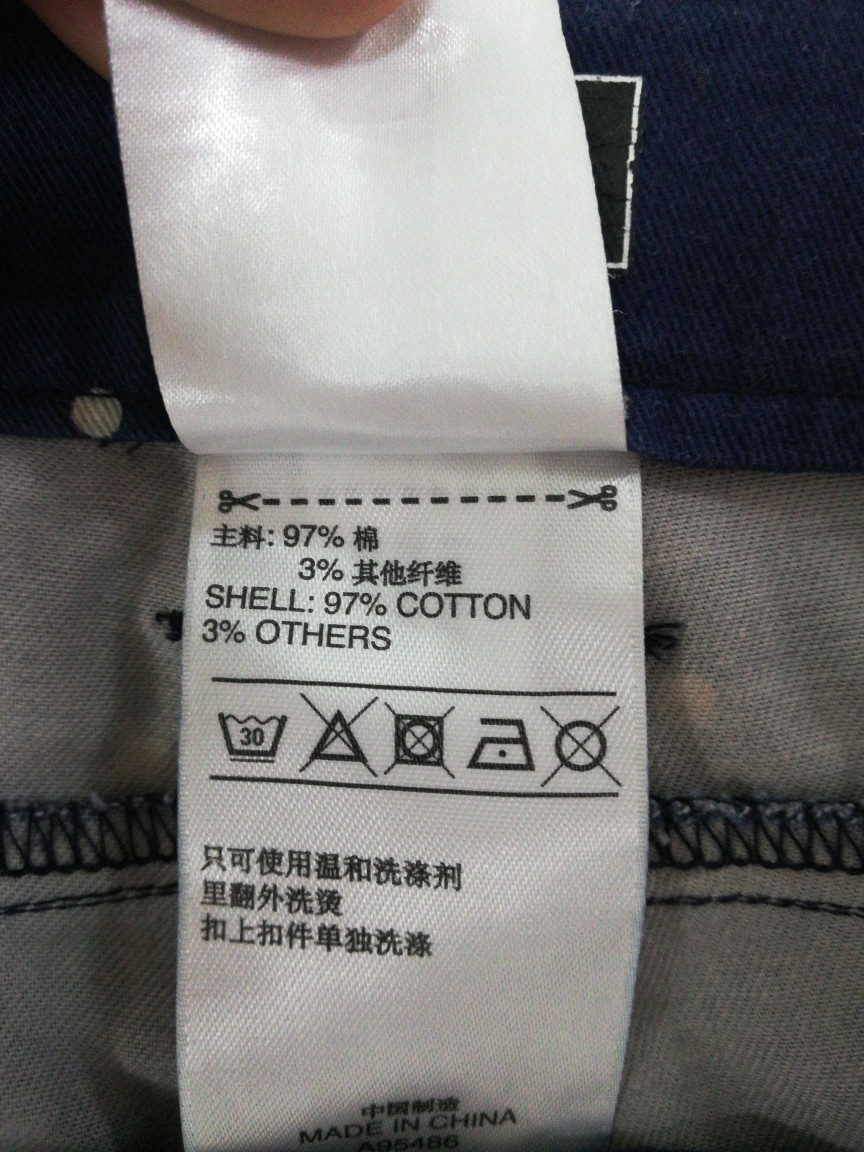 主料: 97% 棉
3% 其他纤维
SHELL: 97% COTTON
3% OTHERS
30
只可使用温和洗涤剂
里翻外洗烫
扣上扣件单独洗涤
中国制造
MADE IN CHINA
A95486